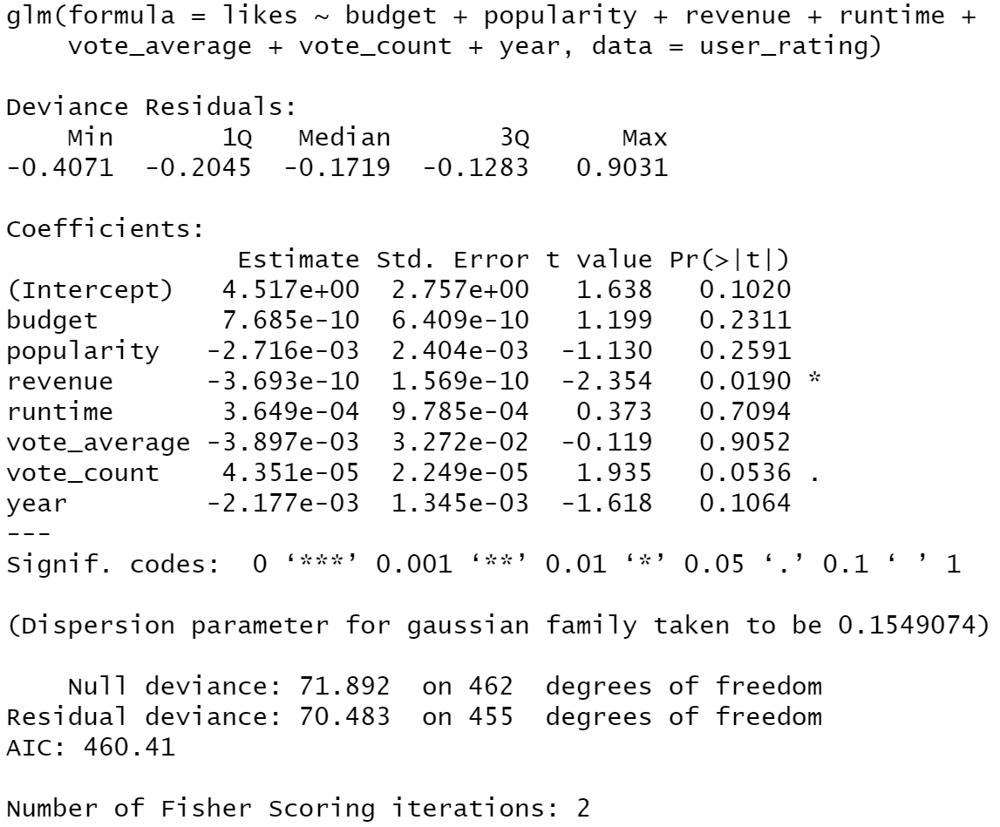 glm(formula = likes ~ budget + popularity + revenue + runtime +
    vote_average + vote_count + year, data = user_rating)

Deviance Residuals:
    Min       1Q   Median       3Q      Max
-0.4071  -0.2045  -0.1719  -0.1283   0.9031

Coefficients:
               Estimate Std. Error t value Pr(>|t|)
(Intercept)   4.517e+00  2.757e+00   1.638   0.1020
budget        7.685e-10  6.409e-10   1.199   0.2311
popularity   -2.716e-03  2.404e-03  -1.130   0.2591
revenue      -3.693e-10  1.569e-10  -2.354   0.0190 *
runtime       3.649e-04  9.785e-04   0.373   0.7094
vote_average -3.897e-03  3.272e-02  -0.119   0.9052
vote_count    4.351e-05  2.249e-05   1.935   0.0536 .
year         -2.177e-03  1.345e-03  -1.618   0.1064
---
Signif. codes:  0 ‘***’ 0.001 ‘**’ 0.01 ‘*’ 0.05 ‘.’ 0.1 ‘ ’ 1

(Dispersion parameter for gaussian family taken to be 0.1549074)

    Null deviance: 71.892  on 462  degrees of freedom
Residual deviance: 70.483  on 455  degrees of freedom
AIC: 460.41

Number of Fisher Scoring iterations: 2